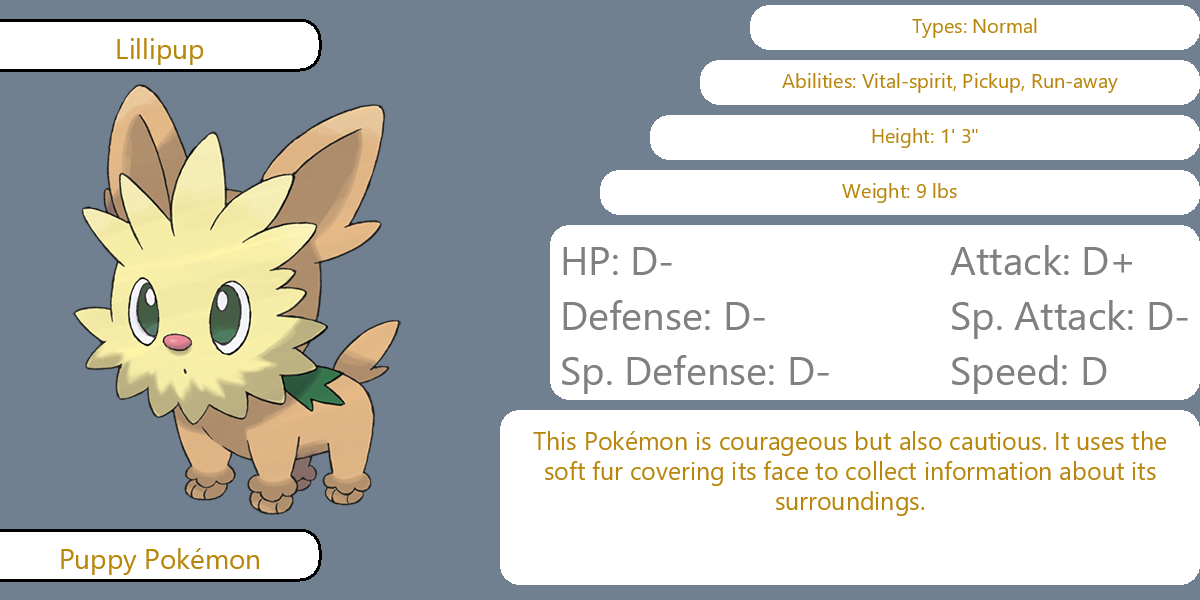 Lillipup
Types: Normal
Abilities: Vital-spirit, Pickup, Run-away
Height: 1' 3"
Weight: 9 lbs
HP: D-
Attack: D+
Defense: D-
Sp. Attack: D-
Sp. Defense: D-
Speed: D
This Pokémon is courageous but also cautious. It uses the
soft fur covering its face to collect information about its
surroundings.
Puppy Pokémon